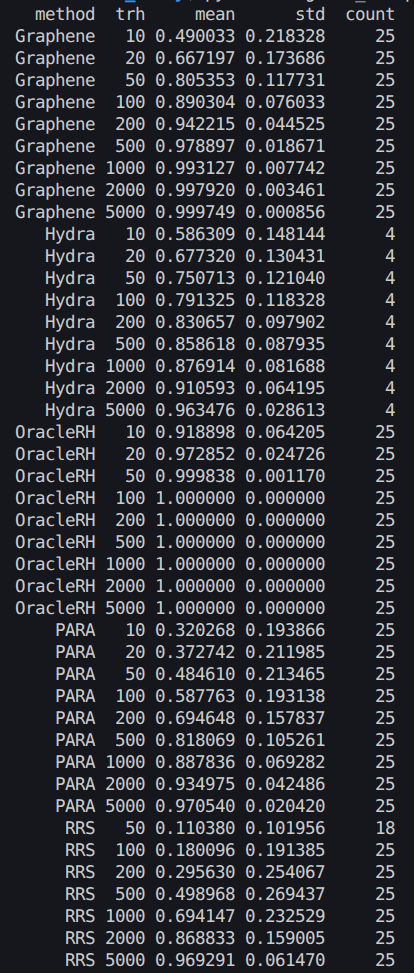 method trh mean std count
Graphene 10 0.490033 0.218328 25
Graphene 20 0.667197 0.173686 25
Graphene 50 0.805353 0.117731 25
Graphene 100 0.890304 0.076033 25
Graphene 200 0.942215 0.044525 25
Graphene 500 0.978897 0.018671 25
Graphene 1000 0.993127 0.007742 25
Graphene 2000 0.997920 0.003461 25
Graphene 5000 0.999749 0.000856 25
Hydra 10 0.586309 0.148144 4
Hydra 20 0.677320 0.130431 4
Hydra 50 0.750713 0.121040 4
Hydra 100 0.791325 0.118328 4
Hydra 200 0.830657 0.097902 4
Hydra 500 0.858618 0.087935 4
Hydra 1000 0.876914 0.081688 4
Hydra 2000 0.910593 0.064195 4
Hydra 5000 0.963476 0.028613 4
OracleRH 10 0.918898 0.064205 25
OracleRH 20 0.972852 0.024726 25
OracleRH 50 0.999838 0.001170 25
OracleRH 100 1.000000 0.000000 25
OracleRH 200 1.000000 0.000000 25
OracleRH 500 1.000000 0.000000 25
OracleRH 1000 1.000000 0.000000 25
OracleRH 2000 1.000000 0.000000 25
OracleRH 5000 1.000000 0.000000 25
PARA 10 0.320268 0.193866 25
PARA 20 0.372742 0.211985 25
PARA 50 0.484610 0.213465 25
PARA 100 0.587763 0.193138 25
PARA 200 0.694648 0.157837 25
PARA 500 0.818069 0.105261 25
PARA 1000 0.887836 0.069282 25
PARA 2000 0.934975 0.042486 25
PARA 5000 0.970540 0.020420 25
RRS 50 0.110380 0.101956 18
RRS 100 0.180096 0.191385 25
RRS 200 0.295630 0.254067 25
RRS 500 0.498968 0.269437 25
RRS 1000 0.694147 0.232529 25
RRS 2000 0.868833 0.159005 25
RRS 5000 0.969291 0.061470 25